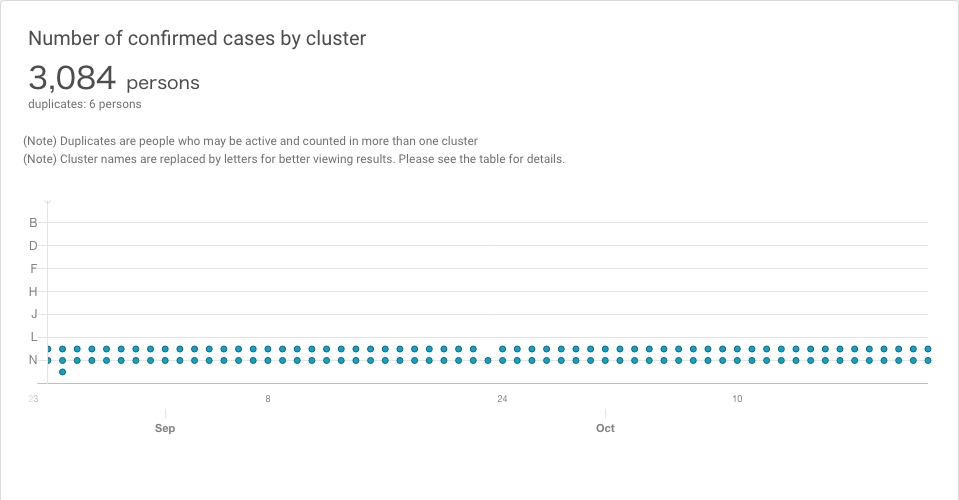 Number of confirmed cases by cluster
3,084 persons
duplicates: 6 persons
(Note) Duplicates are people who may be active and counted in more than one cluster
(Note) Cluster names are replaced by letters for better viewing results. Please see the table for details.
B
D
F
H
J
L
N
23 8 24 10
Sep Oct